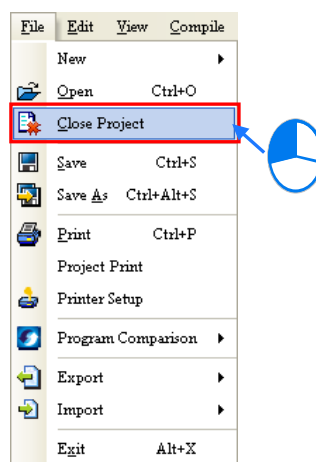 File Edit View Compile
New
Open Ctrl+O
Close Project
Save Ctrl+S
Save As Ctrl+Alt+S
Print Ctrl+P
Project Print
Printer Setup
Program Comparison
Export
Import
Exit Alt+X